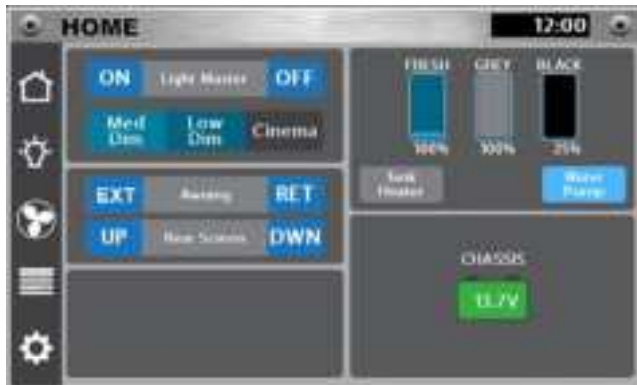 HOME
12:00
ON Light Master OFF
Med Dim
Low Dim
Cinema
EXT Awning RET
UP Rear Screen DWN
FRESH GREY BLACK
100% 100% 25%
Tank Heater
Water Pump
CHASSIS
13.7V